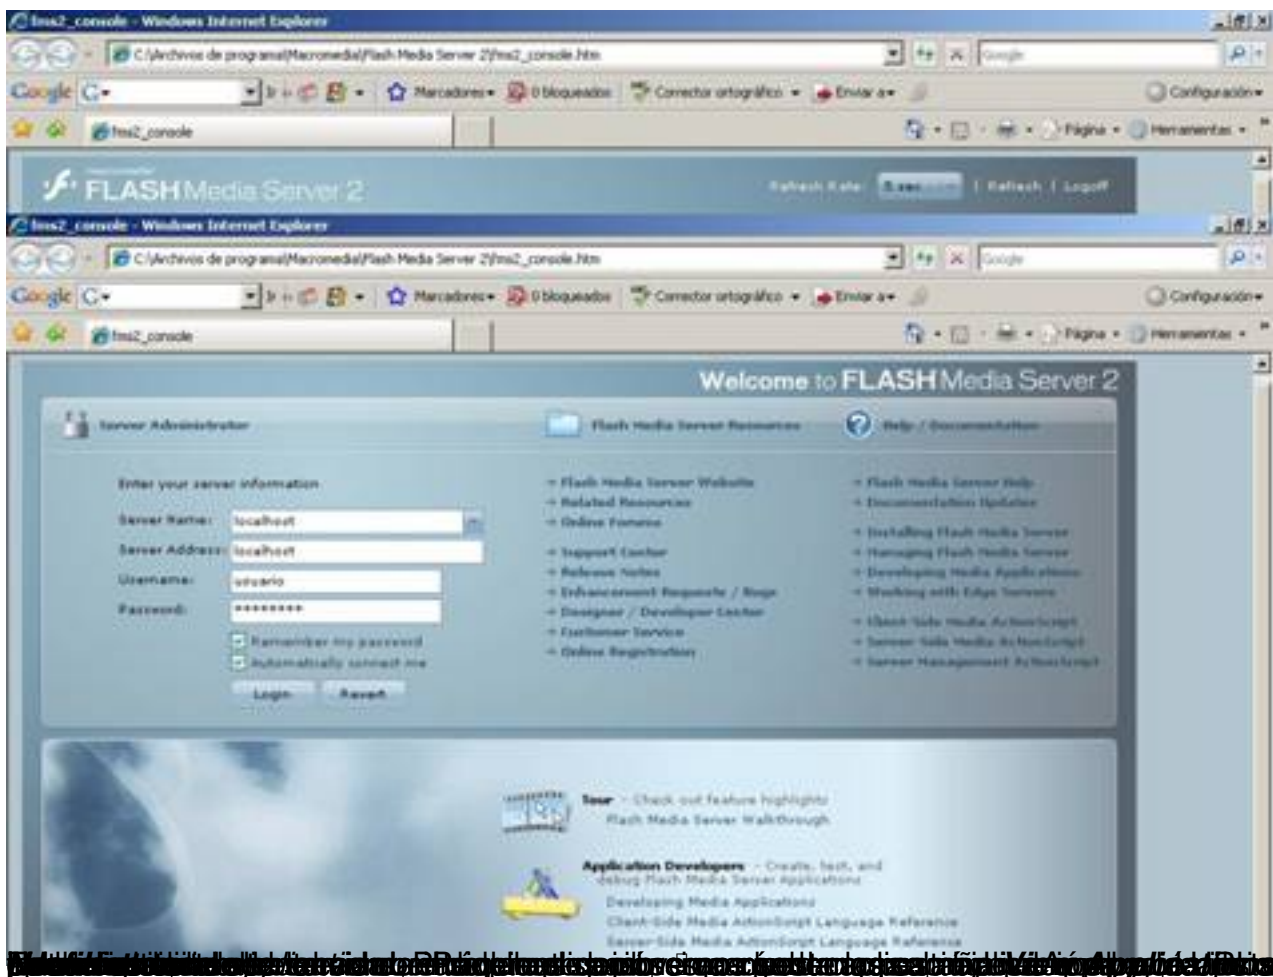 fms2_console - Windows Internet Explorer
C:\Archivos de programa\Macromedia\Flash Media Server 2\fms2_console.htm
Google
Google Marcadores 0 bloqueados Corrector ortográfico Enviar a Configuración
fms2_console Página Herramientas
FLASH Media Server 2 Refresh Rate: 5 sec | Refresh | Logoff
fms2_console - Windows Internet Explorer
C:\Archivos de programa\Macromedia\Flash Media Server 2\fms2_console.htm
Google
Google Marcadores 0 bloqueados Corrector ortográfico Enviar a Configuración
fms2_console Página Herramientas
Welcome to FLASH Media Server 2
Server Administrator
Enter your server information
Server Name: localhost
Server Address: localhost
Username: usuario
Password: ********
Remember my password
Automatically connect me
Login Revert
Flash Media Server Resources
Flash Media Server Website
Related Resources
Online Forums
Support Center
Release Notes
Enhancement Requests / Bugs
Designer / Developer Center
Customer Service
Online Registration
Help / Documentation
Flash Media Server Help
Documentation Updates
Installing Flash Media Server
Managing Flash Media Server
Developing Media Applications
Working with Edge Servers
Client-Side Media ActionScript
Server-Side Media ActionScript
Server Management ActionScript
Tour - Check out feature highlights
Flash Media Server Walkthrough
Application Developers - Create, test, and
debug Flash Media Server Applications
Developing Media Applications
Client-Side Media ActionScript Language Reference
Server-Side Media ActionScript Language Reference